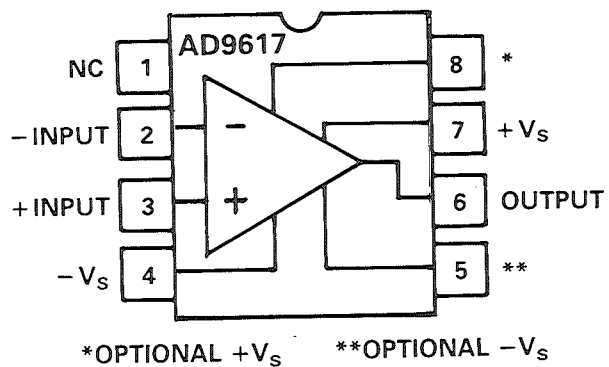 AD9617
NC 1
8 *
−INPUT 2 −
7 +VS
+INPUT 3 +
6 OUTPUT
−VS 4
5 **
*OPTIONAL +VS **OPTIONAL −VS